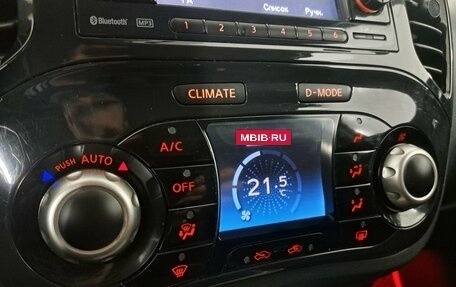 1A
Список
Ручн.
Bluetooth MP3
1 2 3 4 5 6
CLIMATE D-MODE
PUSH AUTO
A/C
OFF
MBIB·RU
21.5 °C